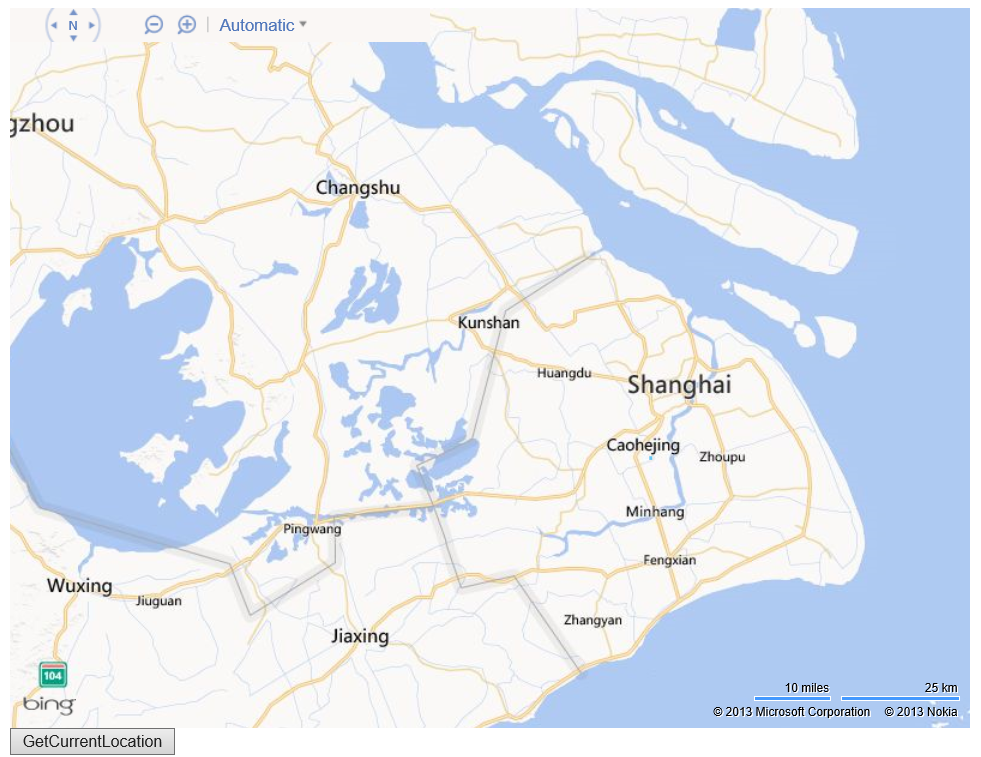 N
Automatic
gzhou
Changshu
Kunshan
Huangdu
Shanghai
Caohejing
Zhoupu
Minhang
Pingwang
Fengxian
Wuxing
Jiuguan
Zhangyan
Jiaxing
104
bing
10 miles 25 km
© 2013 Microsoft Corporation © 2013 Nokia
GetCurrentLocation